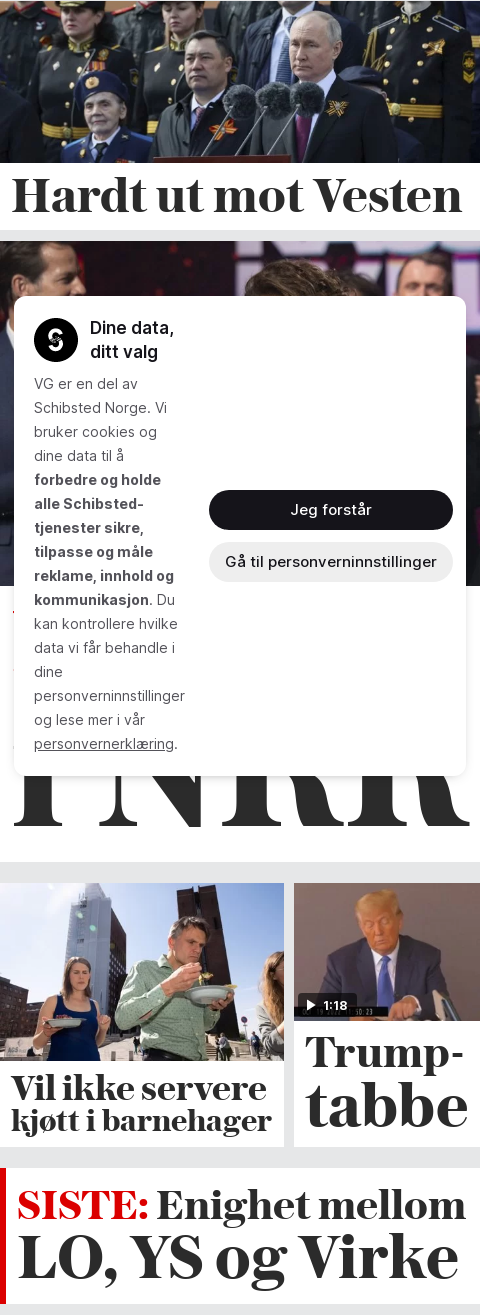 Hardt ut mot Vesten
Dine data,
ditt valg
VG er en del av
Schibsted Norge. Vi
bruker cookies og
dine data til å
forbedre og holde
alle Schibsted-
tjenester sikre,
tilpasse og måle
reklame, innhold og
kommunikasjon. Du
kan kontrollere hvilke
data vi får behandle i
dine
personverninnstillinger
og lese mer i vår
personvernerklæring.
Jeg forstår
Gå til personverninnstillinger
1:18
Vil ikke servere
kjøtt i barnehager
Trump-
tabbe
SISTE: Enighet mellom
LO, YS og Virke